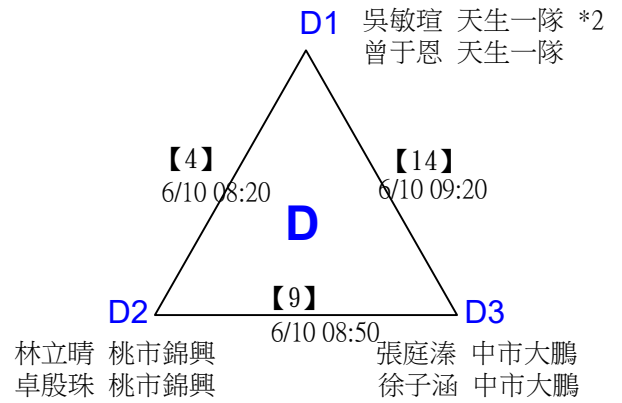 D1 吳敏瑄 天生一隊 *2
曾于恩 天生一隊
【4】
6/10 08:20
【14】
6/10 09:20
D
D2
【9】
6/10 08:50
D3
林立晴 桃市錦興
卓殷珠 桃市錦興
張庭溱 中市大鵬
徐子涵 中市大鵬